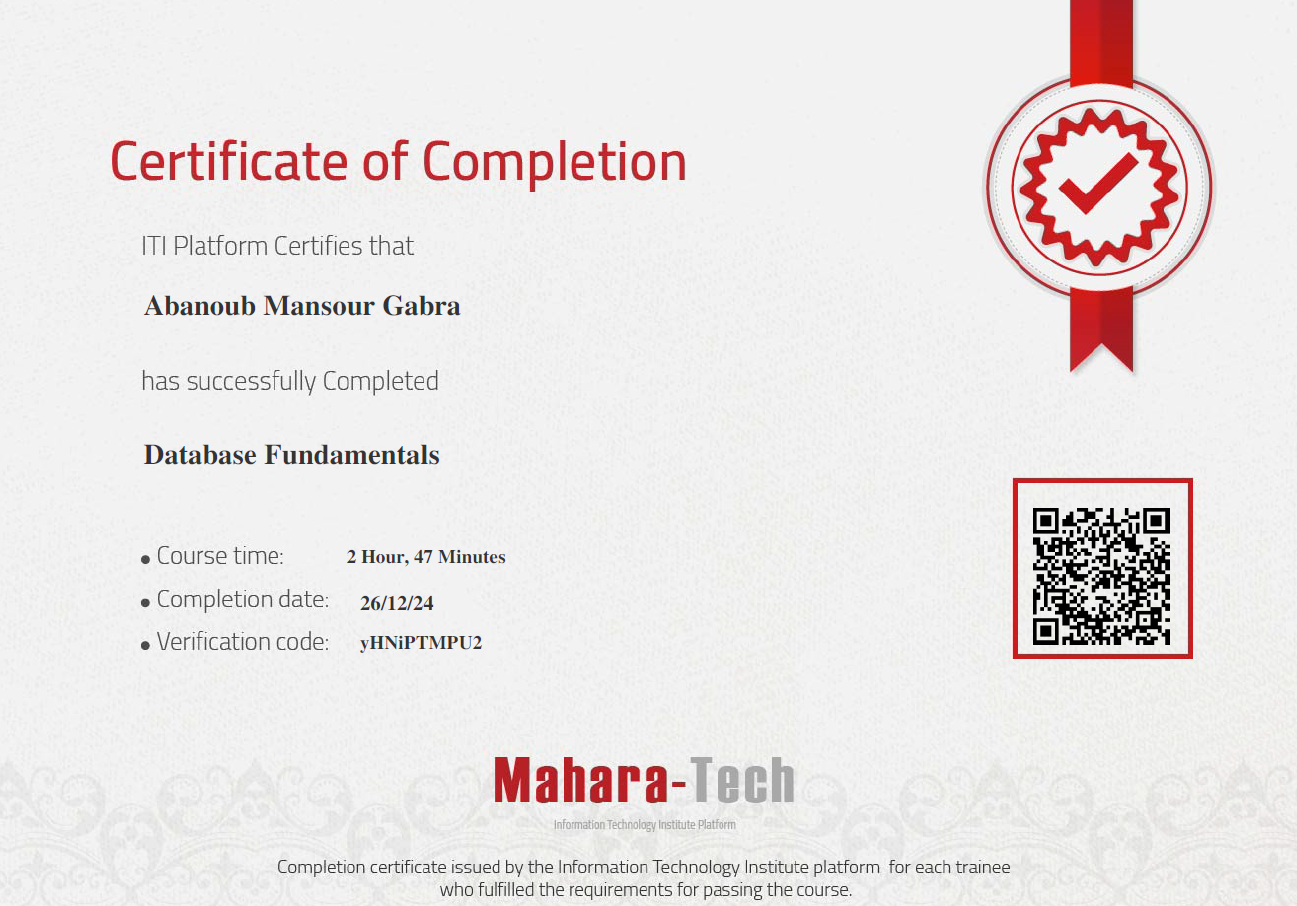 Certificate of Completion
ITI Platform Certifies that
Abanoub Mansour Gabra
has successfully Completed
Database Fundamentals
• Course time: 2 Hour, 47 Minutes
• Completion date: 26/12/24
• Verification code: yHNiPTMPU2
Mahara-Tech
Information Technology Institute Platform
Completion certificate issued by the Information Technology Institute platform for each trainee
who fulfilled the requirements for passing the course.